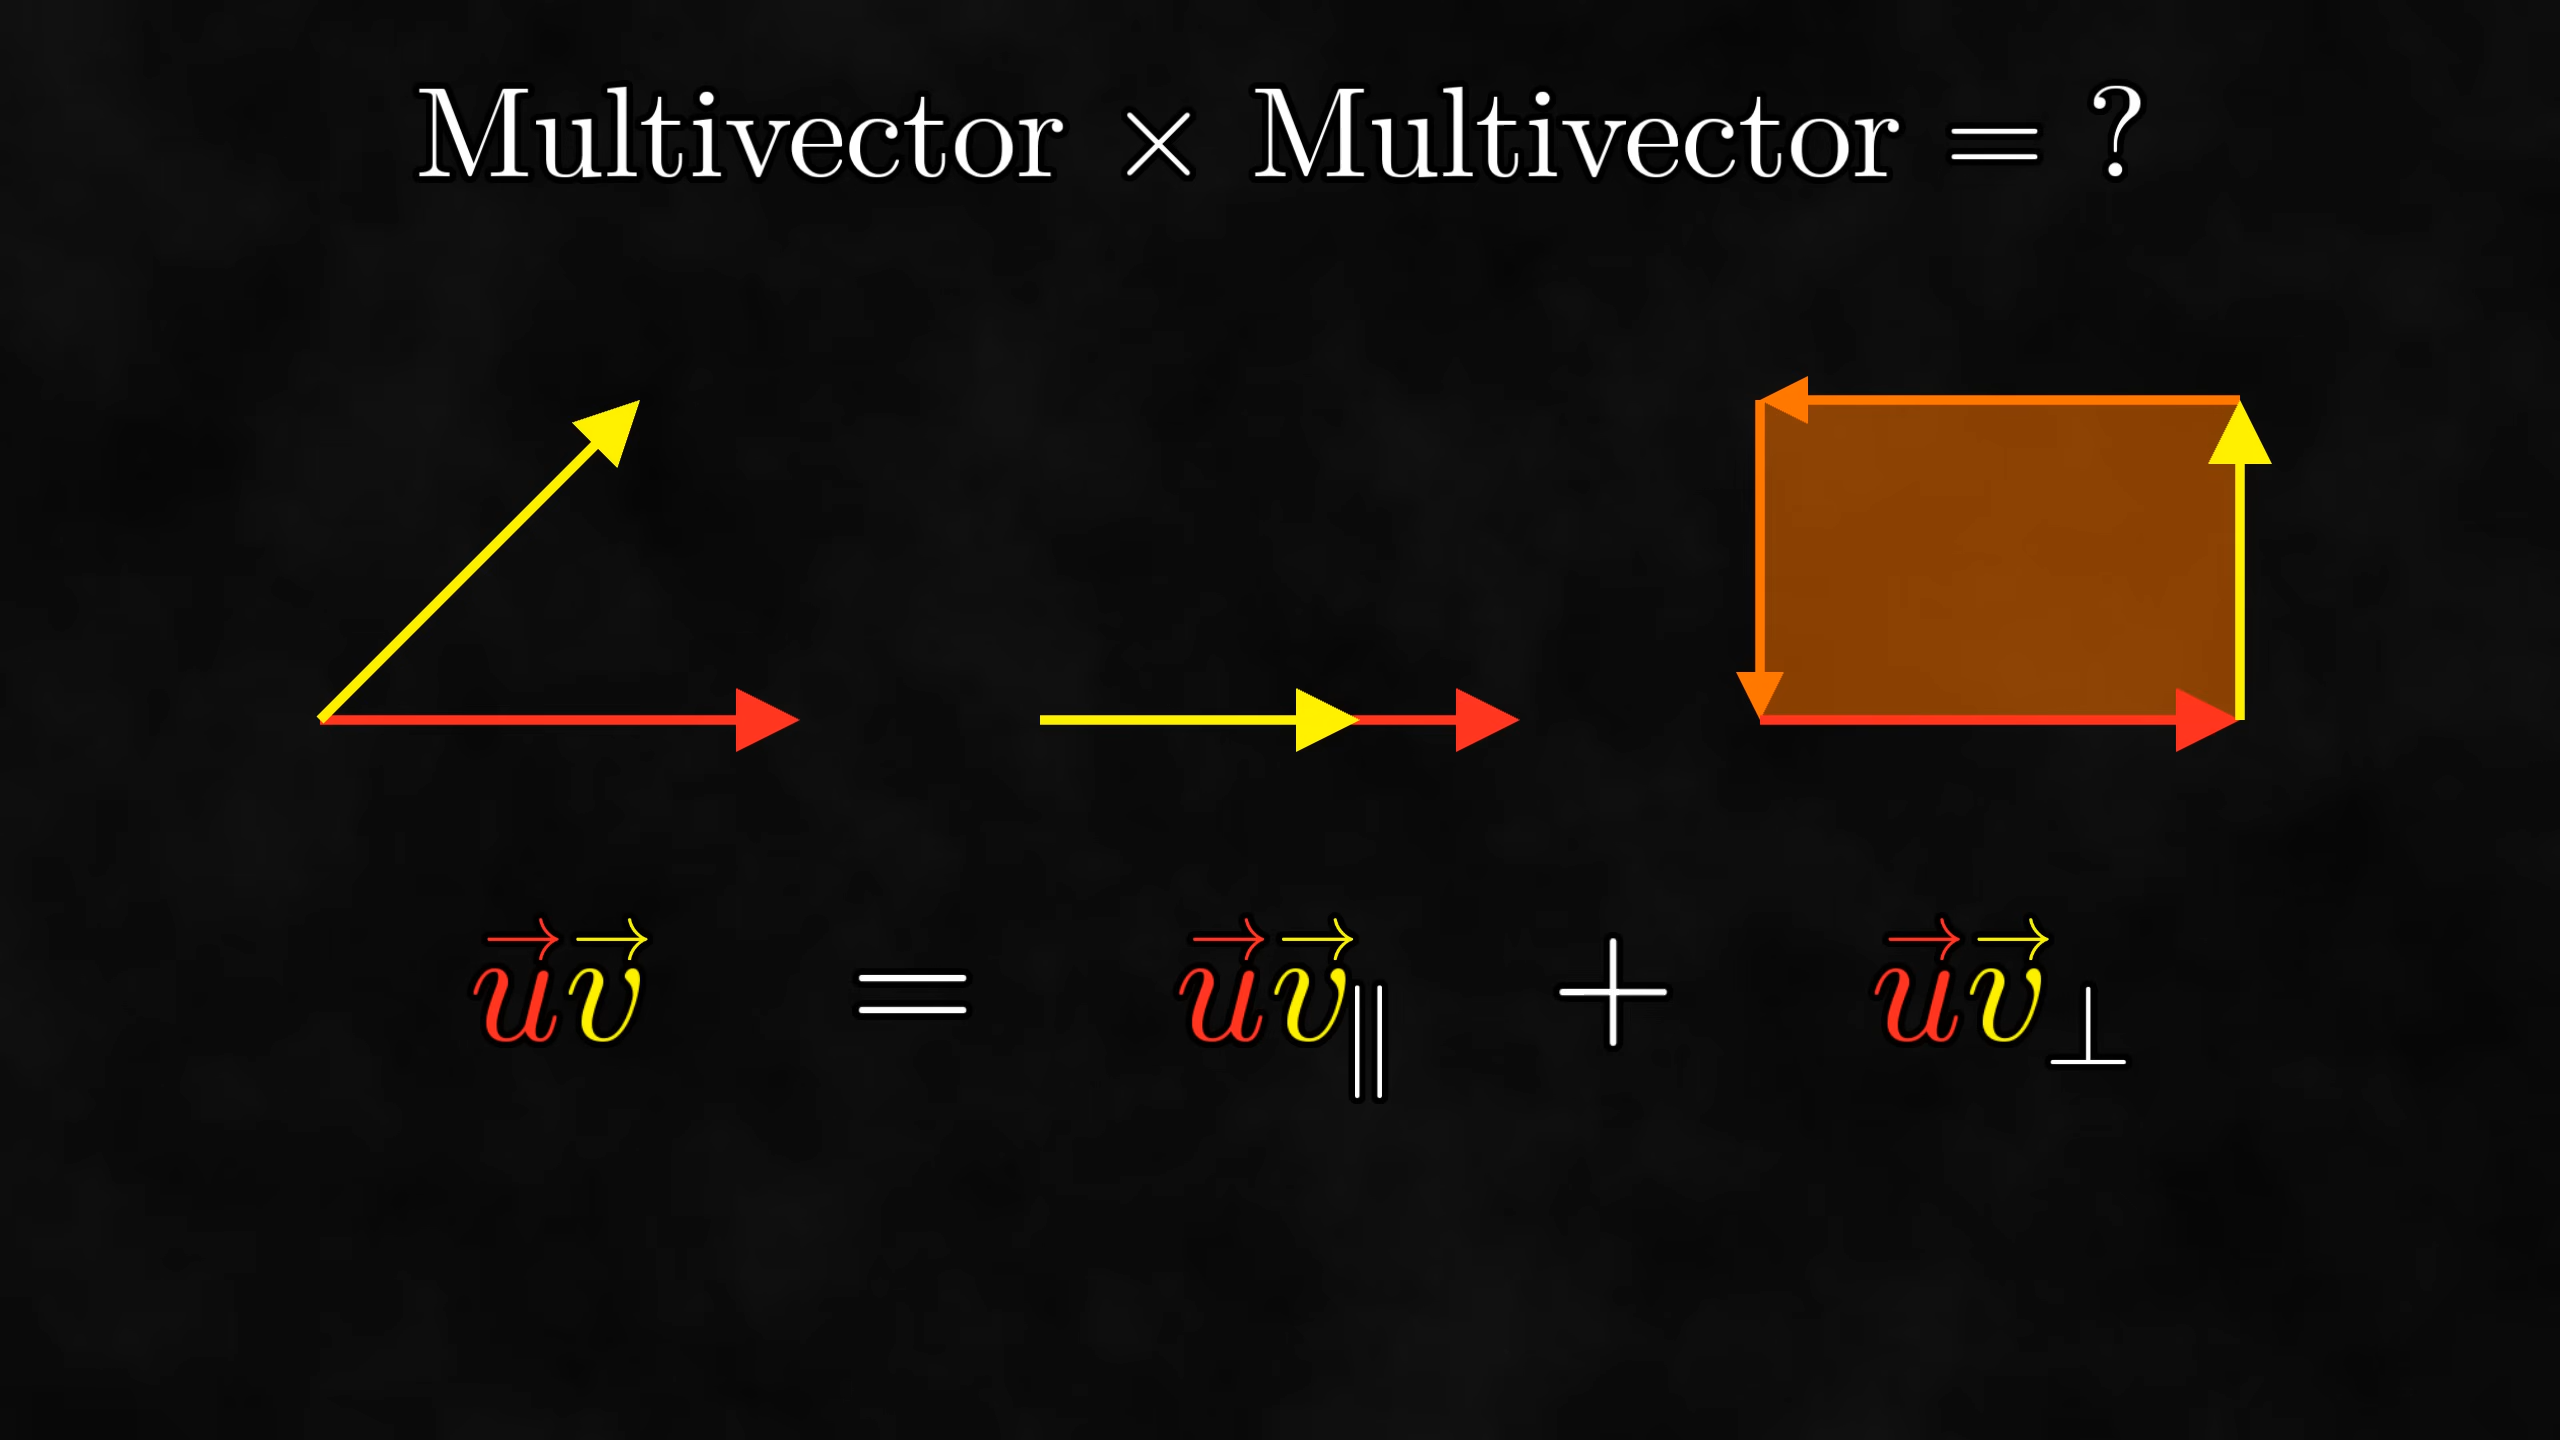 Multivector × Multivector = ?
u⃗v⃗ = u⃗v⃗∥ + u⃗v⃗⊥